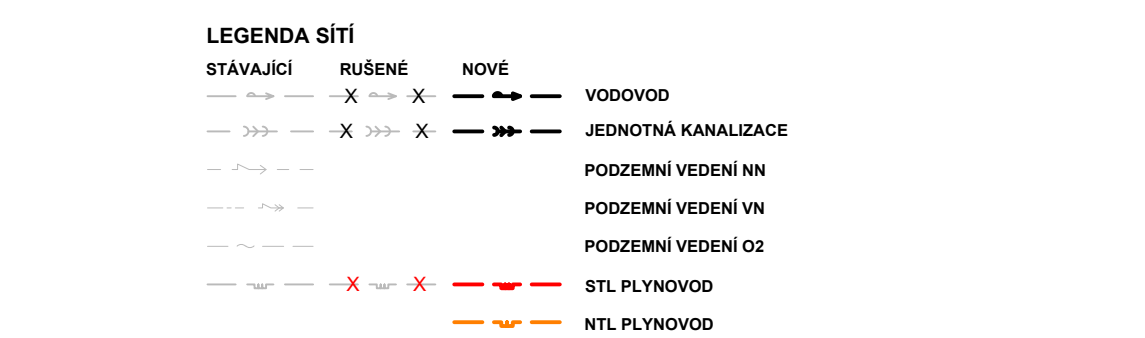 LEGENDA SÍTÍ
STÁVAJÍCÍ RUŠENÉ NOVÉ
X X VODOVOD
X X JEDNOTNÁ KANALIZACE
PODZEMNÍ VEDENÍ NN
PODZEMNÍ VEDENÍ VN
PODZEMNÍ VEDENÍ O2
X X STL PLYNOVOD
NTL PLYNOVOD